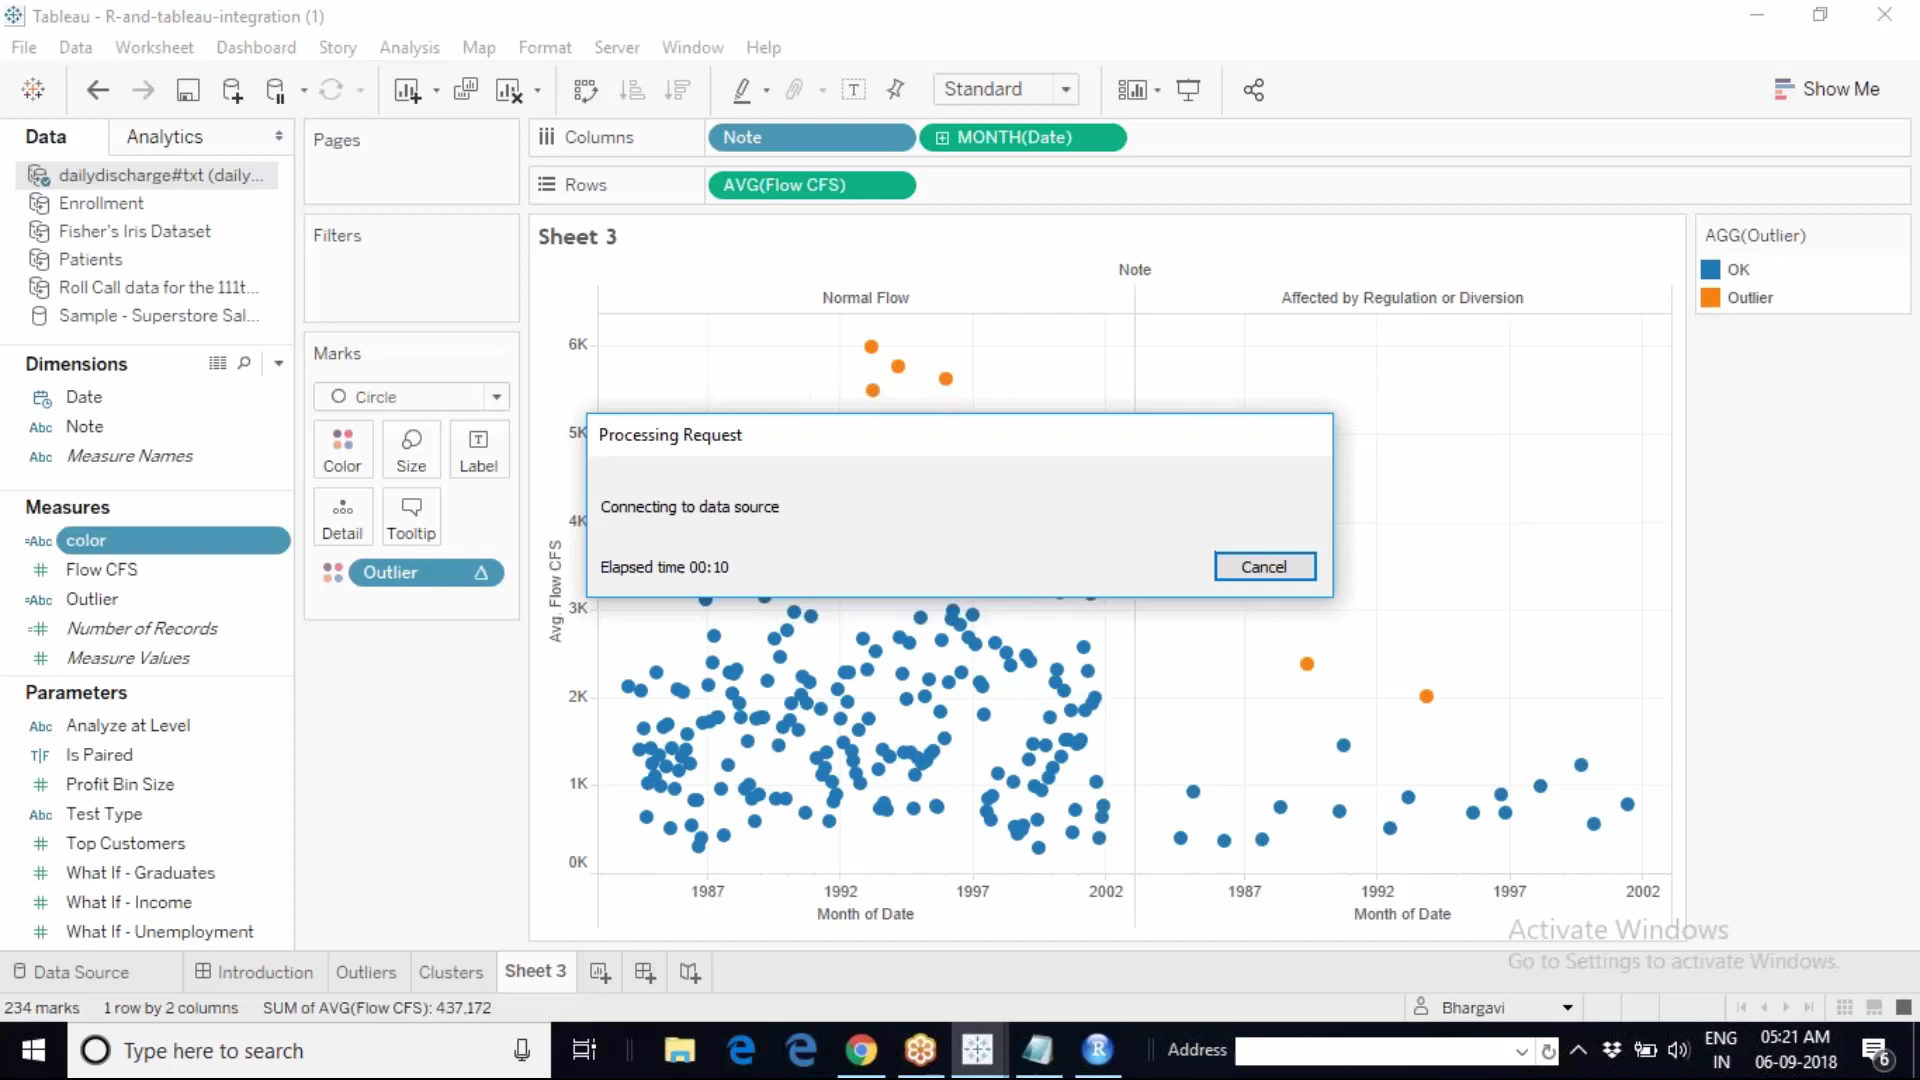 Tableau - R-and-tableau-integration (1)
File Data Worksheet Dashboard Story Analysis Map Format Server Window Help
Standard
Show Me
Data
Analytics
dailydischarge#txt (daily...
Enrollment
Fisher's Iris Dataset
Patients
Roll Call data for the 111t...
Sample - Superstore Sal...
Dimensions
Date
Abc Note
Abc Measure Names
Measures
=Abc color
# Flow CFS
=Abc Outlier
=# Number of Records
# Measure Values
Parameters
Abc Analyze at Level
T|F Is Paired
# Profit Bin Size
Abc Test Type
# Top Customers
# What If - Graduates
# What If - Income
# What If - Unemployment
Pages
Filters
Marks
Circle
Color Size Label
Detail Tooltip
Outlier
Columns
Note
MONTH(Date)
Rows
AVG(Flow CFS)
Sheet 3
Note
Normal Flow
Affected by Regulation or Diversion
6K
5K
4K
3K
2K
1K
0K
Avg. Flow CFS
Processing Request
Connecting to data source
Elapsed time 00:10
Cancel
1987 1992 1997 2002
1987 1992 1997 2002
Month of Date
Month of Date
AGG(Outlier)
OK
Outlier
Activate Windows
Go to Settings to activate Windows.
Data Source Introduction Outliers Clusters Sheet 3
234 marks 1 row by 2 columns SUM of AVG(Flow CFS): 437,172
Bhargavi
Type here to search
Address
ENG
IN
05:21 AM
06-09-2018
6